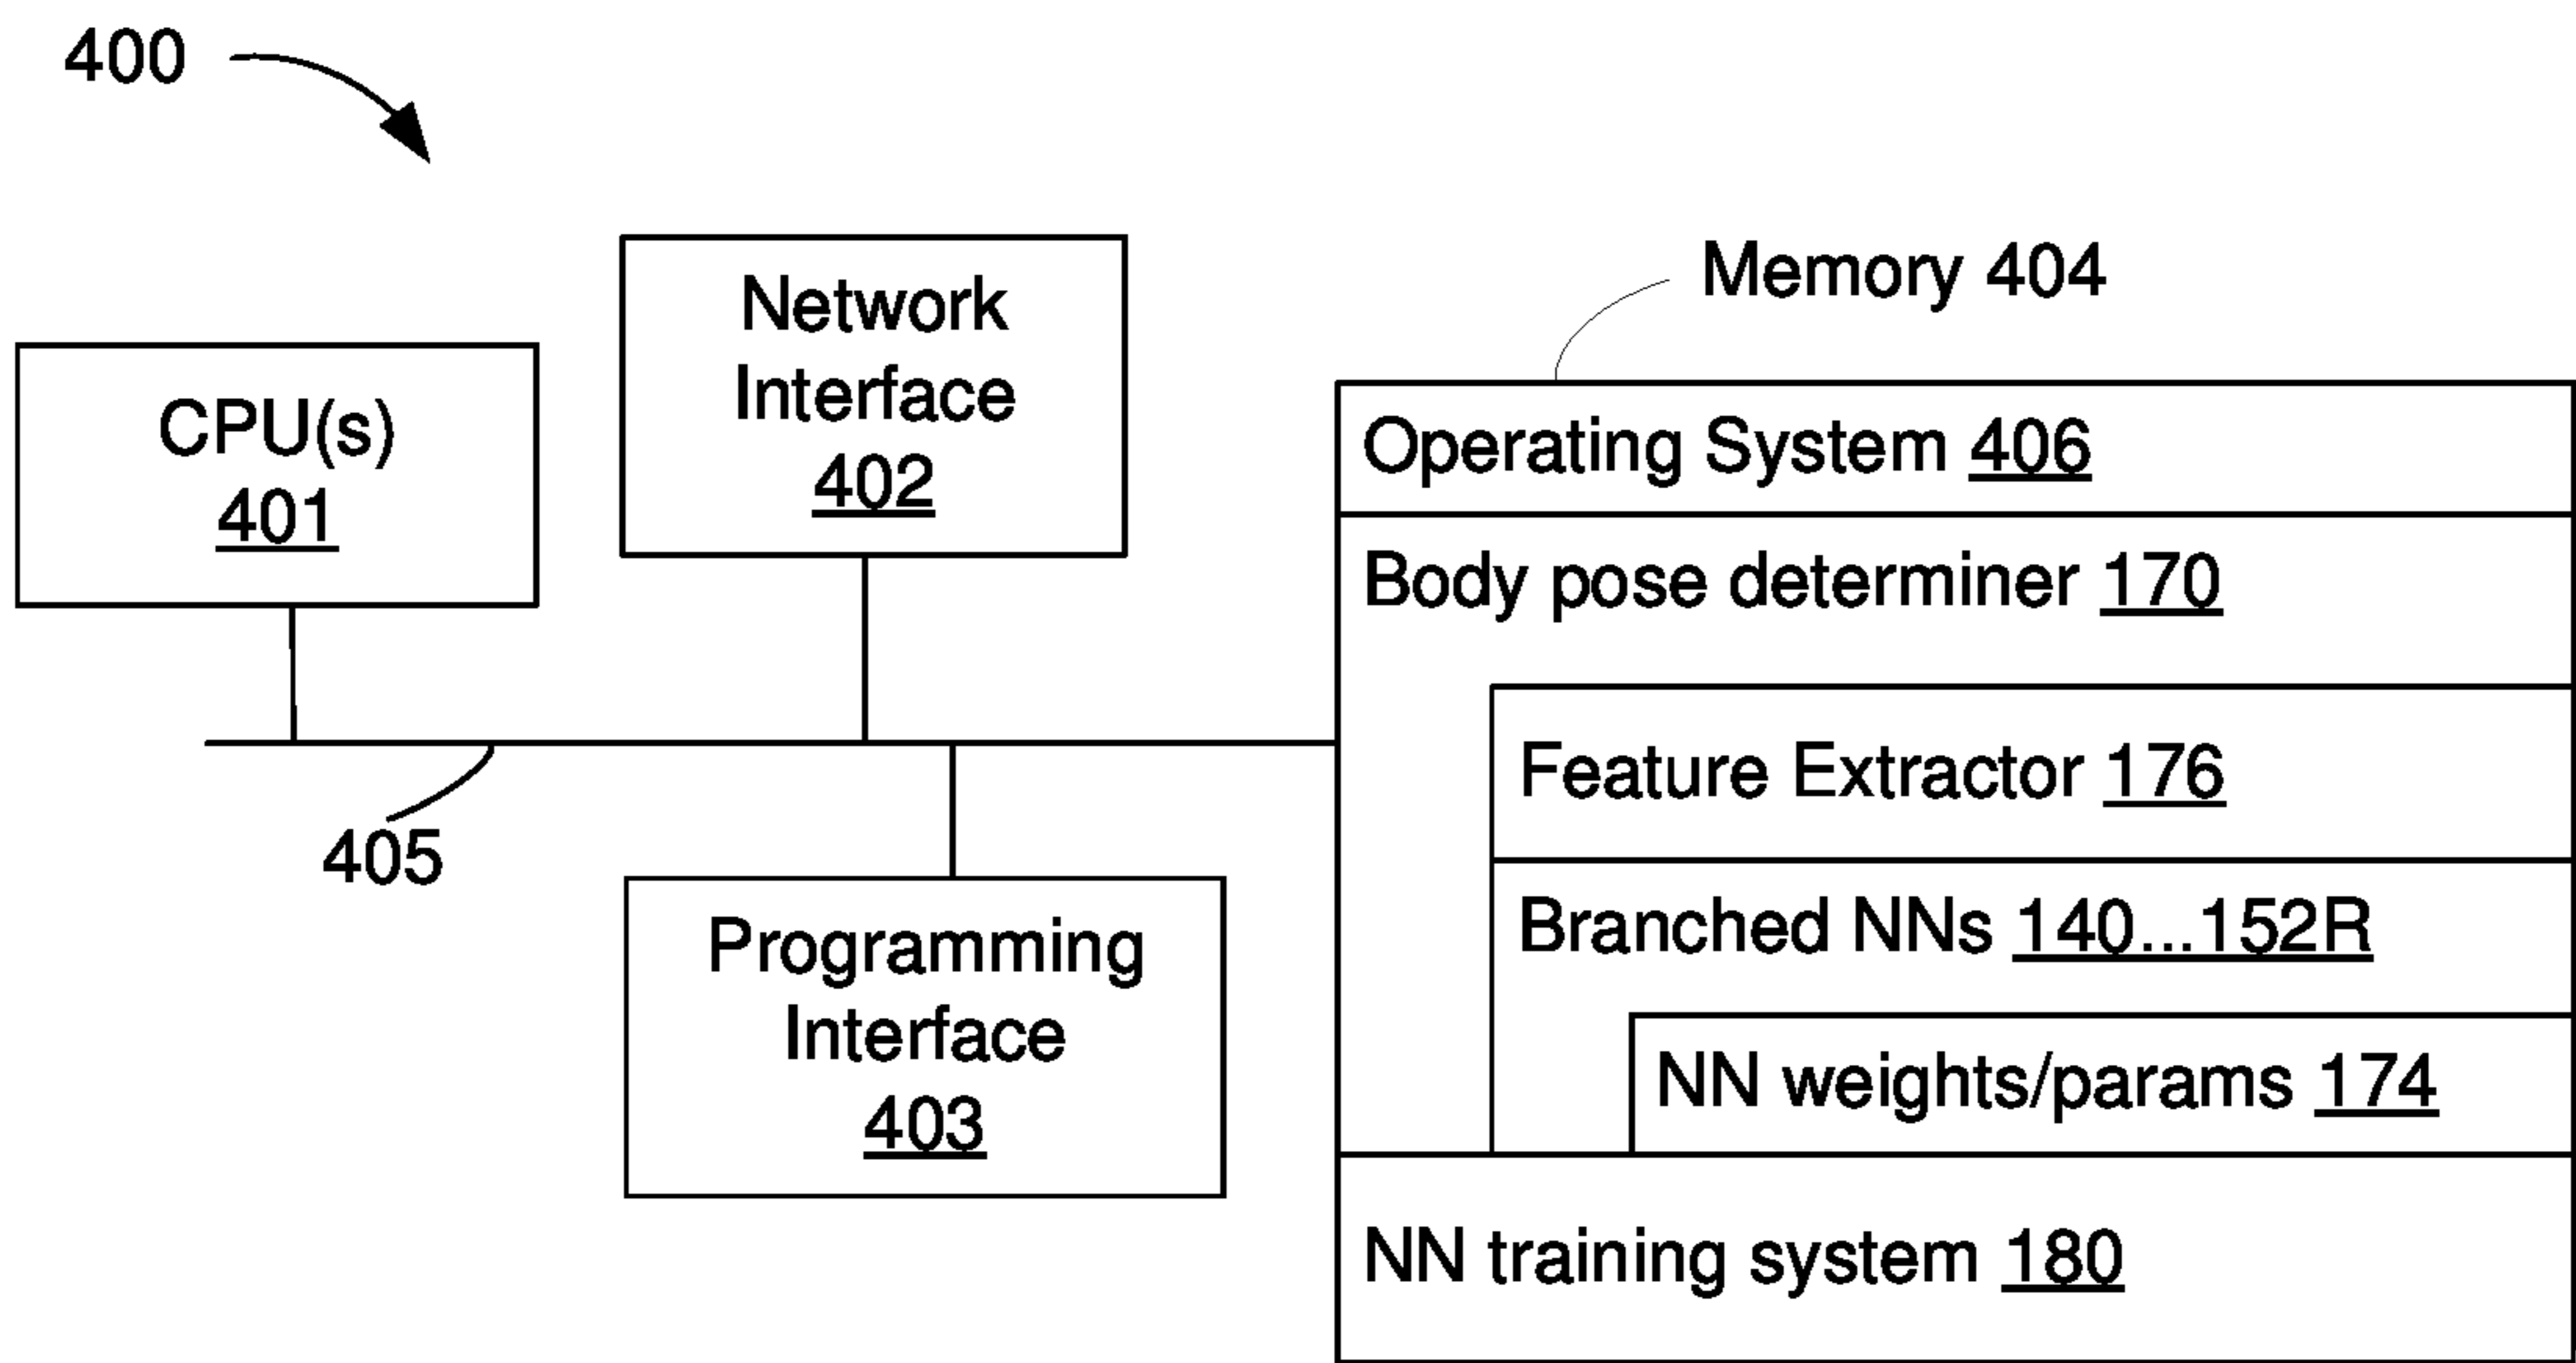 400
CPU(s)
401
Network
Interface
402
405
Programming
Interface
403
Memory 404
Operating System 406
Body pose determiner 170
Feature Extractor 176
Branched NNs 140...152R
NN weights/params 174
NN training system 180